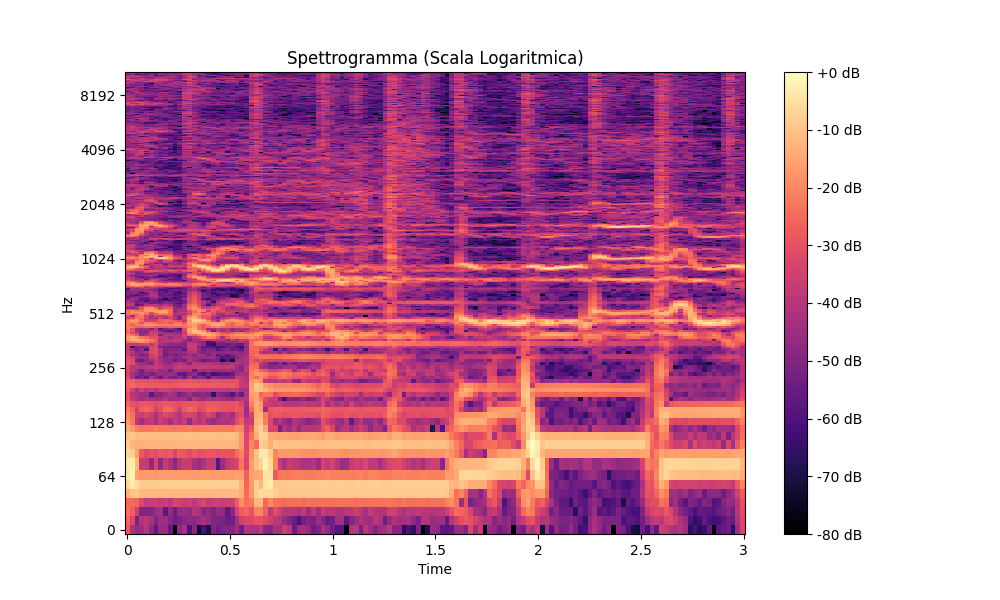 Spettrogramma (Scala Logaritmica)
8192
4096
2048
1024
512
256
128
64
0
Hz
0
0.5
1
1.5
2
2.5
3
Time
+0 dB
-10 dB
-20 dB
-30 dB
-40 dB
-50 dB
-60 dB
-70 dB
-80 dB